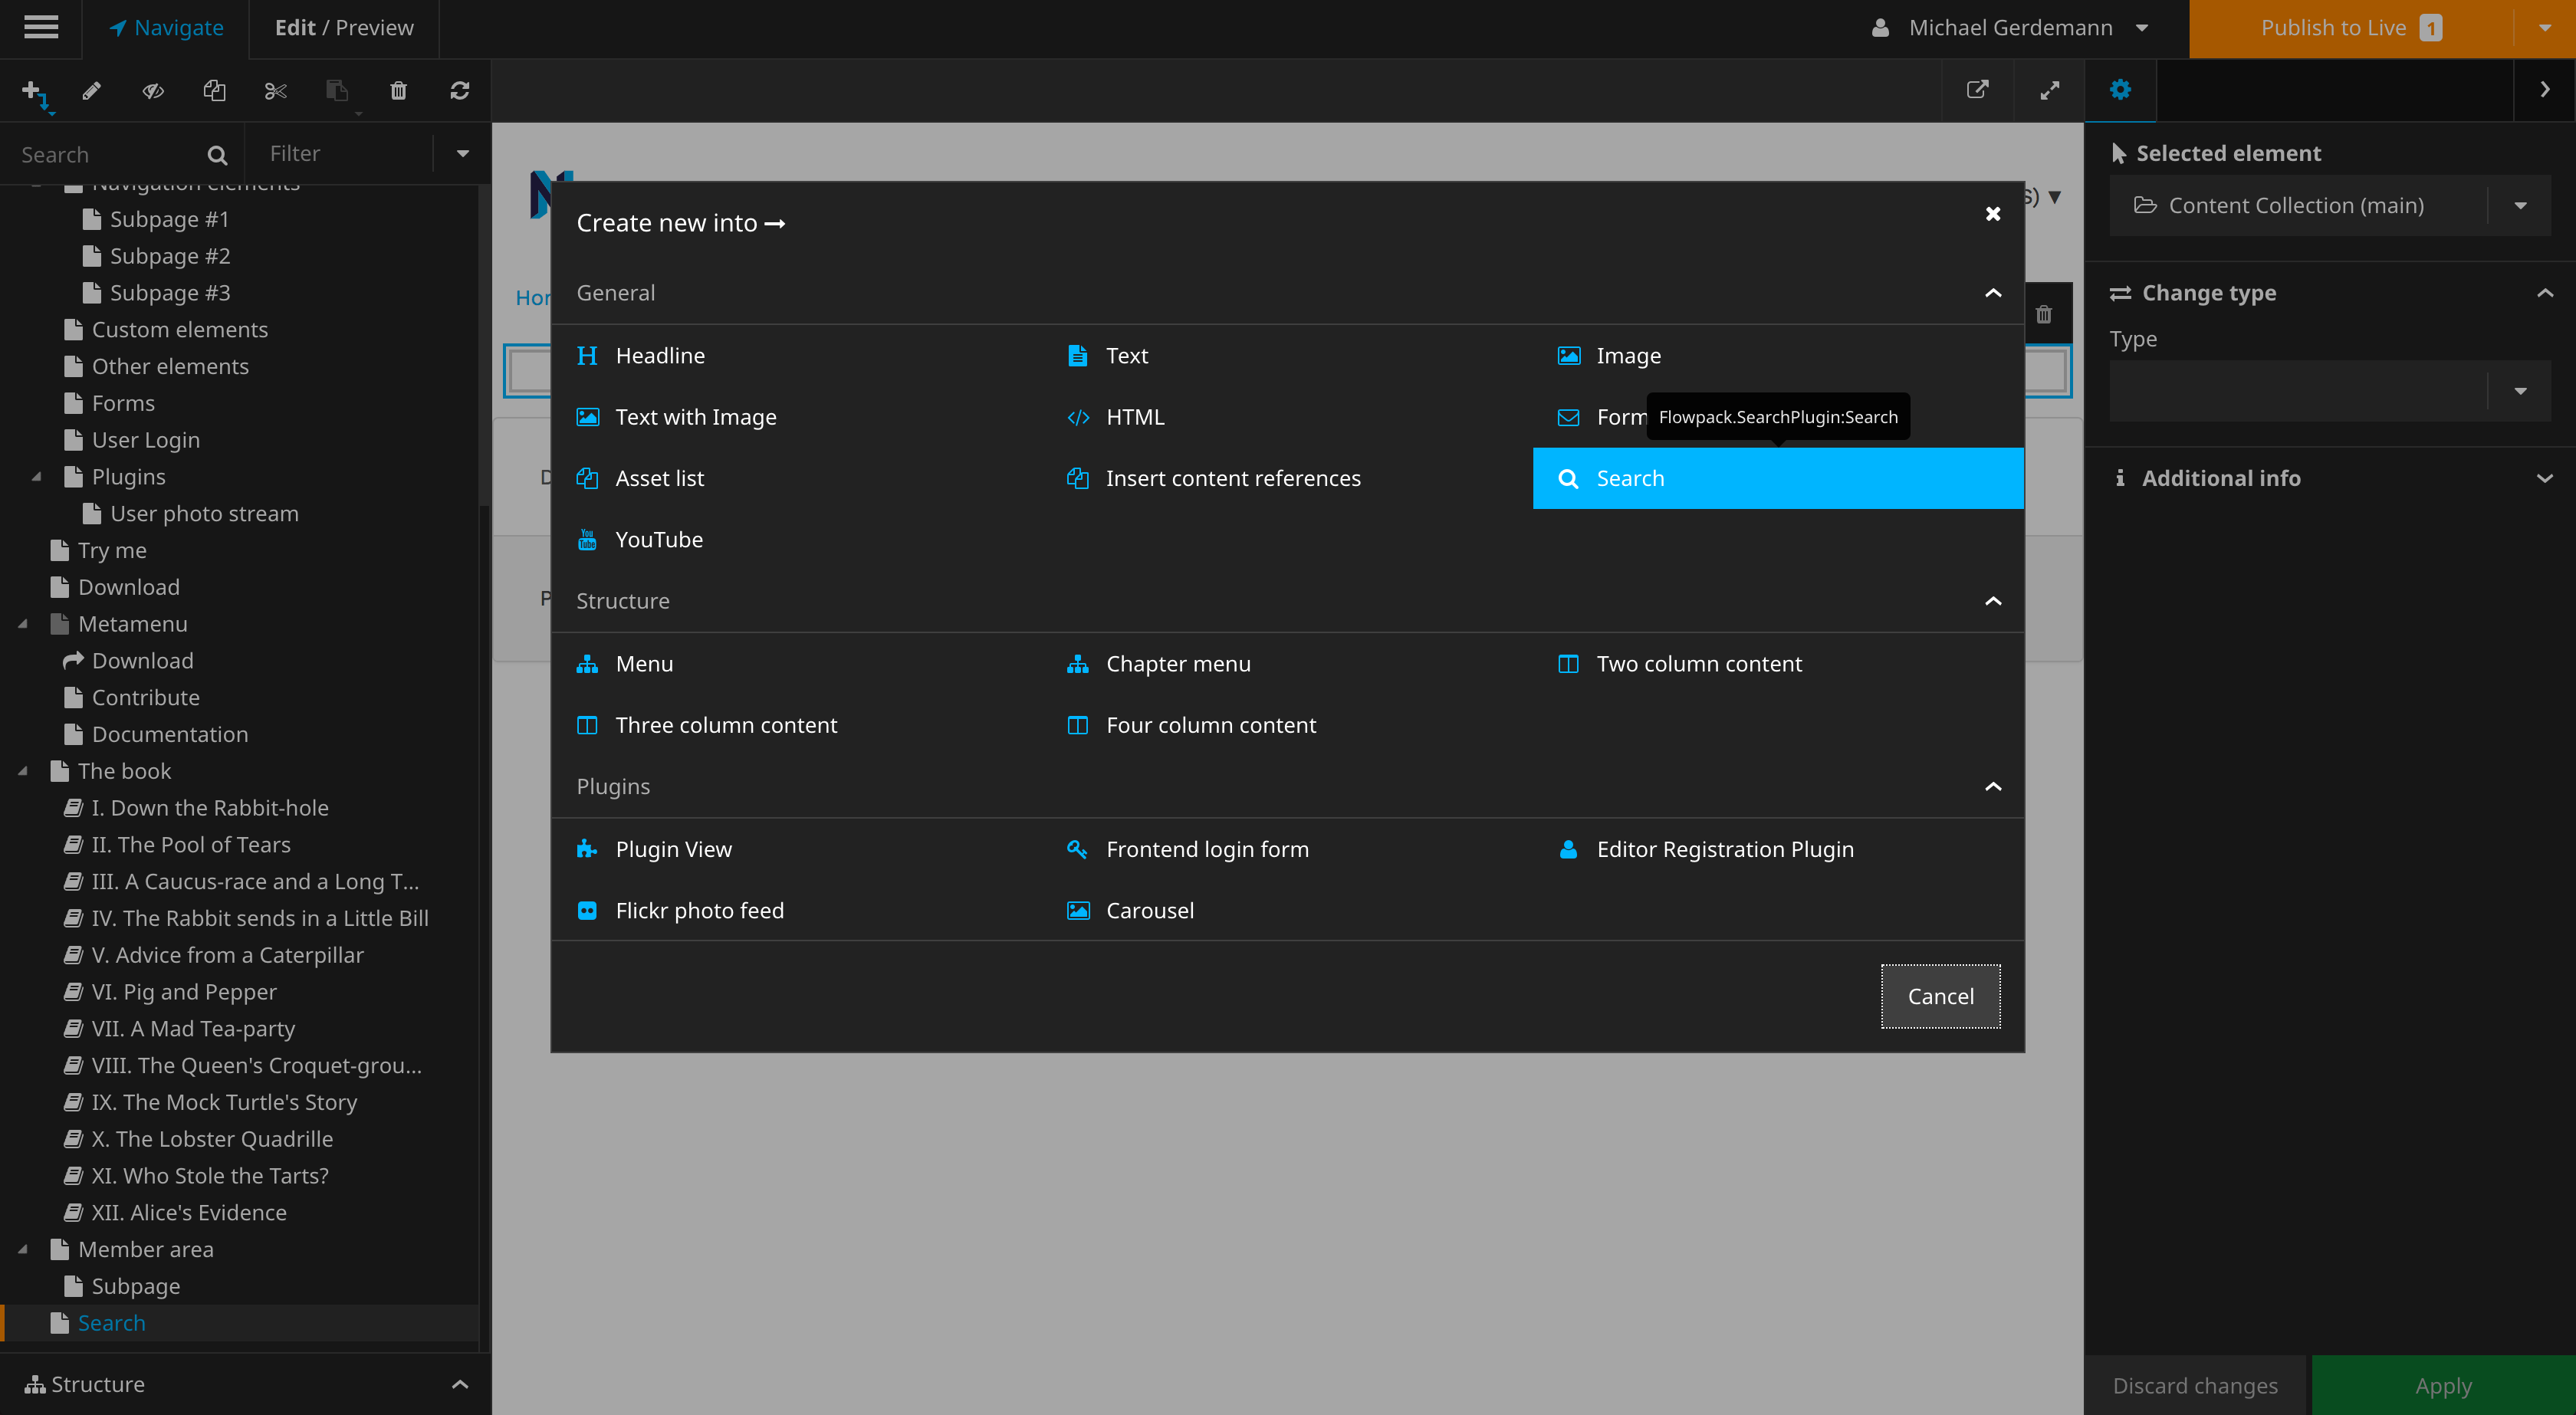 Navigate
Edit / Preview
Michael Gerdemann
Publish to Live 1
Search
Filter
Navigation elements
Subpage #1
Subpage #2
Subpage #3
Custom elements
Other elements
Forms
User Login
Plugins
User photo stream
Try me
Download
Metamenu
Download
Contribute
Documentation
The book
I. Down the Rabbit-hole
II. The Pool of Tears
III. A Caucus-race and a Long T...
IV. The Rabbit sends in a Little Bill
V. Advice from a Caterpillar
VI. Pig and Pepper
VII. A Mad Tea-party
VIII. The Queen's Croquet-grou...
IX. The Mock Turtle's Story
X. The Lobster Quadrille
XI. Who Stole the Tarts?
XII. Alice's Evidence
Member area
Subpage
Search
Structure
Create new into
General
Headline
Text
Image
Text with Image
HTML
Form
Flowpack.SearchPlugin:Search
Asset list
Insert content references
Search
YouTube
Structure
Menu
Chapter menu
Two column content
Three column content
Four column content
Plugins
Plugin View
Frontend login form
Editor Registration Plugin
Flickr photo feed
Carousel
Cancel
Selected element
Content Collection (main)
Change type
Type
Additional info
Discard changes
Apply